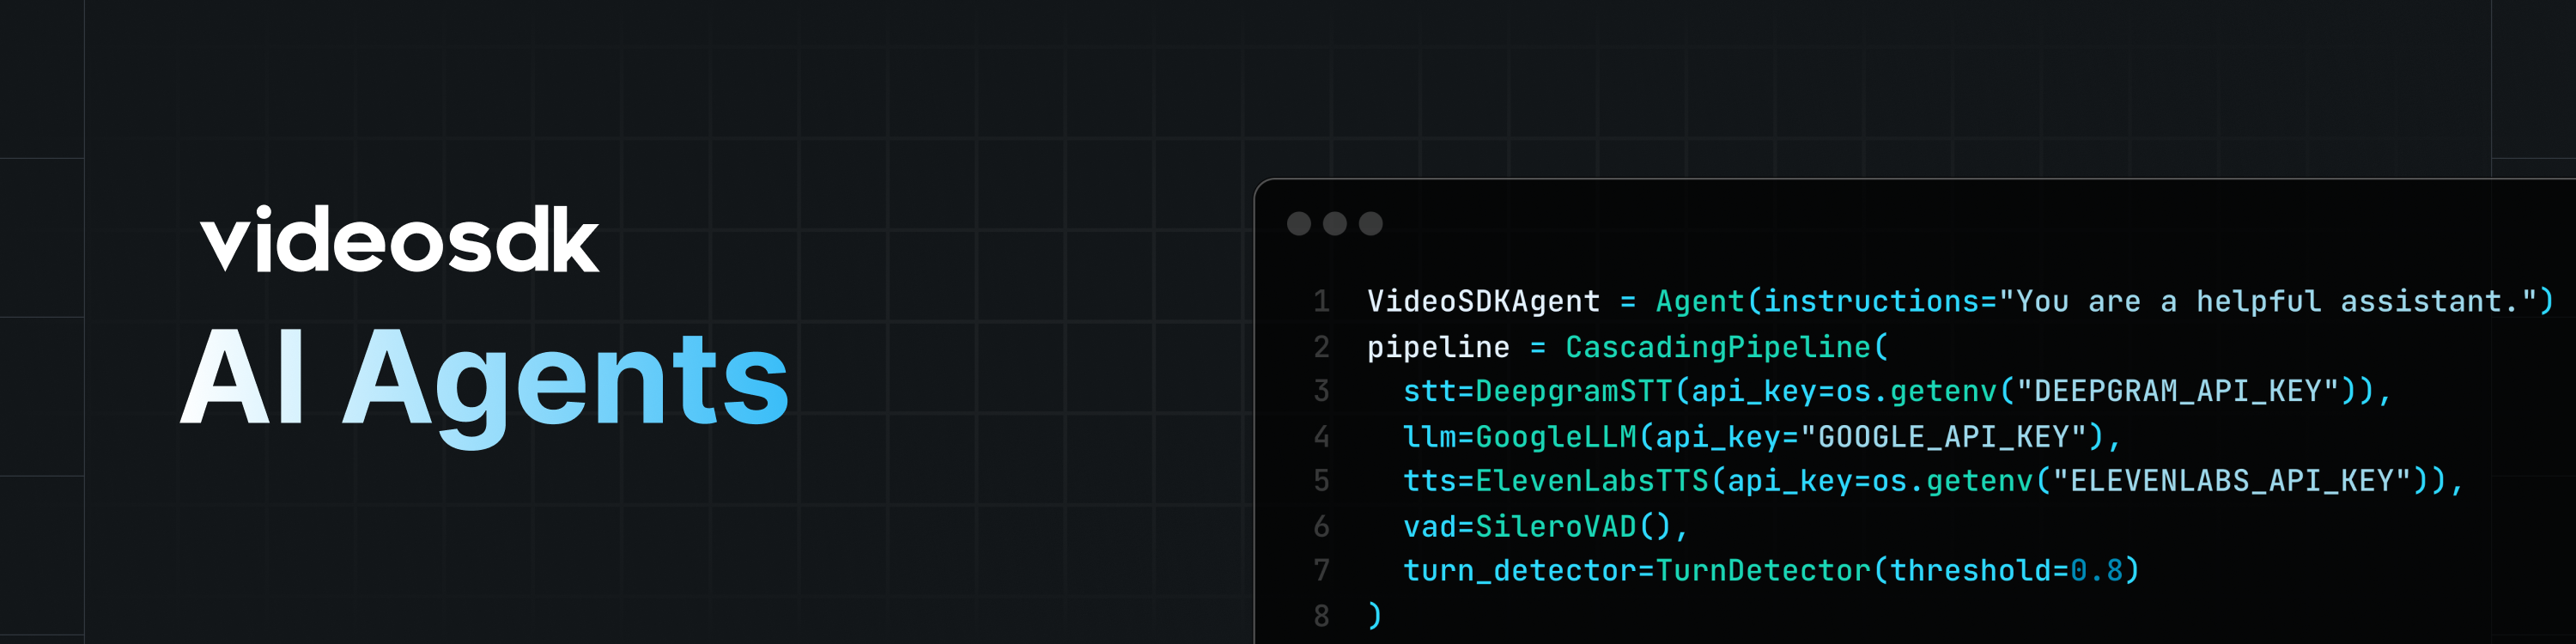 videosdk
AI Agents
1 VideoSDKAgent = Agent(instructions="You are a helpful assistant.")
2 pipeline = CascadingPipeline(
3   stt=DeepgramSTT(api_key=os.getenv("DEEPGRAM_API_KEY")),
4   llm=GoogleLLM(api_key="GOOGLE_API_KEY"),
5   tts=ElevenLabsTTS(api_key=os.getenv("ELEVENLABS_API_KEY")),
6   vad=SileroVAD(),
7   turn_detector=TurnDetector(threshold=0.8)
8 )